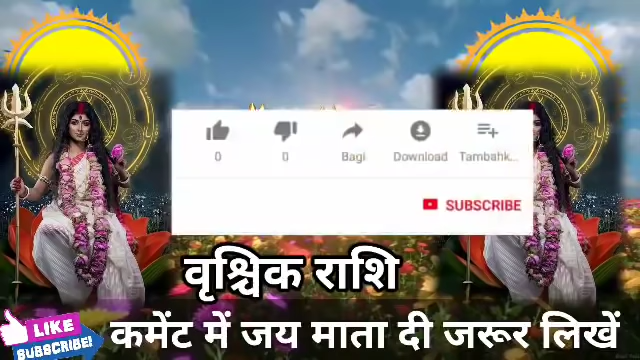 0 0 Bagi Download Tambahk...
SUBSCRIBE
वृश्चिक राशि
LIKE
SUBSCRIBE!
कमेंट में जय माता दी जरूर लिखें